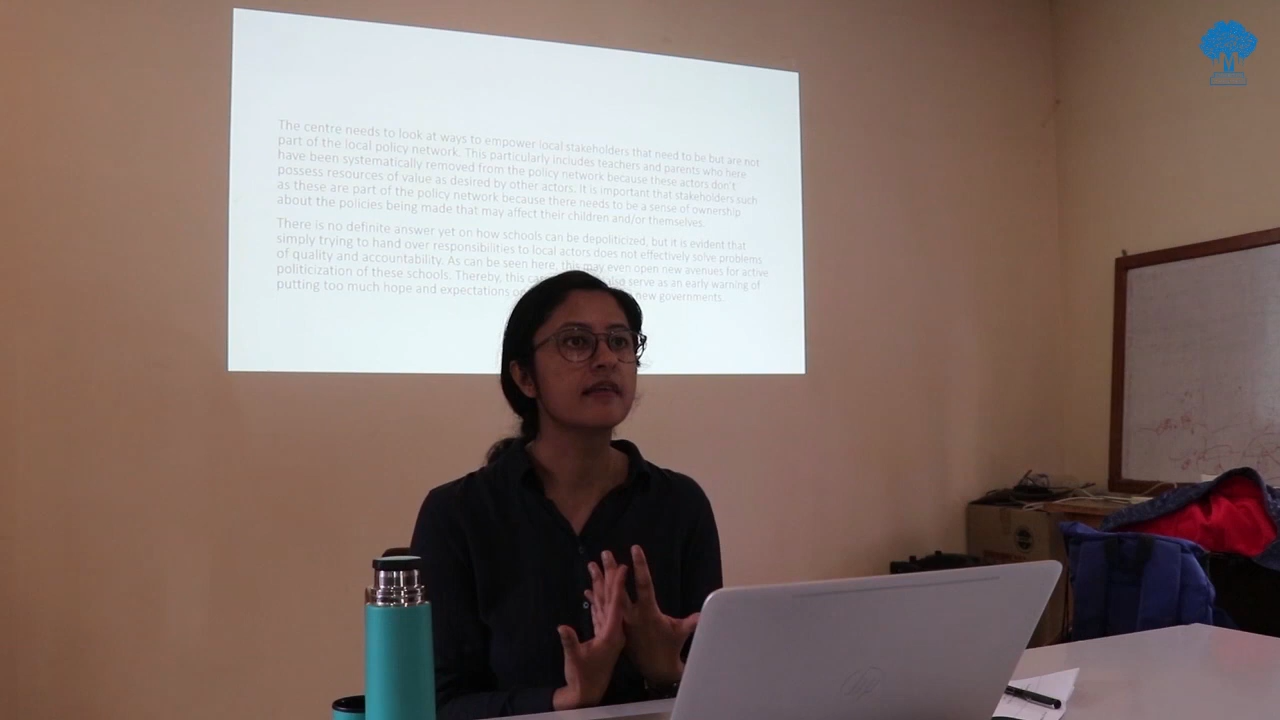 The centre needs to look at ways to empower local stakeholders that need to be but are not
part of the local policy network. This particularly includes teachers and parents who here
have been systematically removed from the policy network because these actors don't
possess resources of value as desired by other actors. It is important that stakeholders such
as these are part of the policy network because there needs to be a sense of ownership
about the policies being made that may affect their children and/or themselves.
There is no definite answer yet on how schools can be depoliticized, but it is evident that
simply trying to hand over responsibilities to local actors does not effectively solve problems
of quality and accountability. As can be seen here, this may even open new avenues for active
politicization of these schools. Thereby, this also serve as an early warning of
putting too much hope and expectations new governments.
M
hp